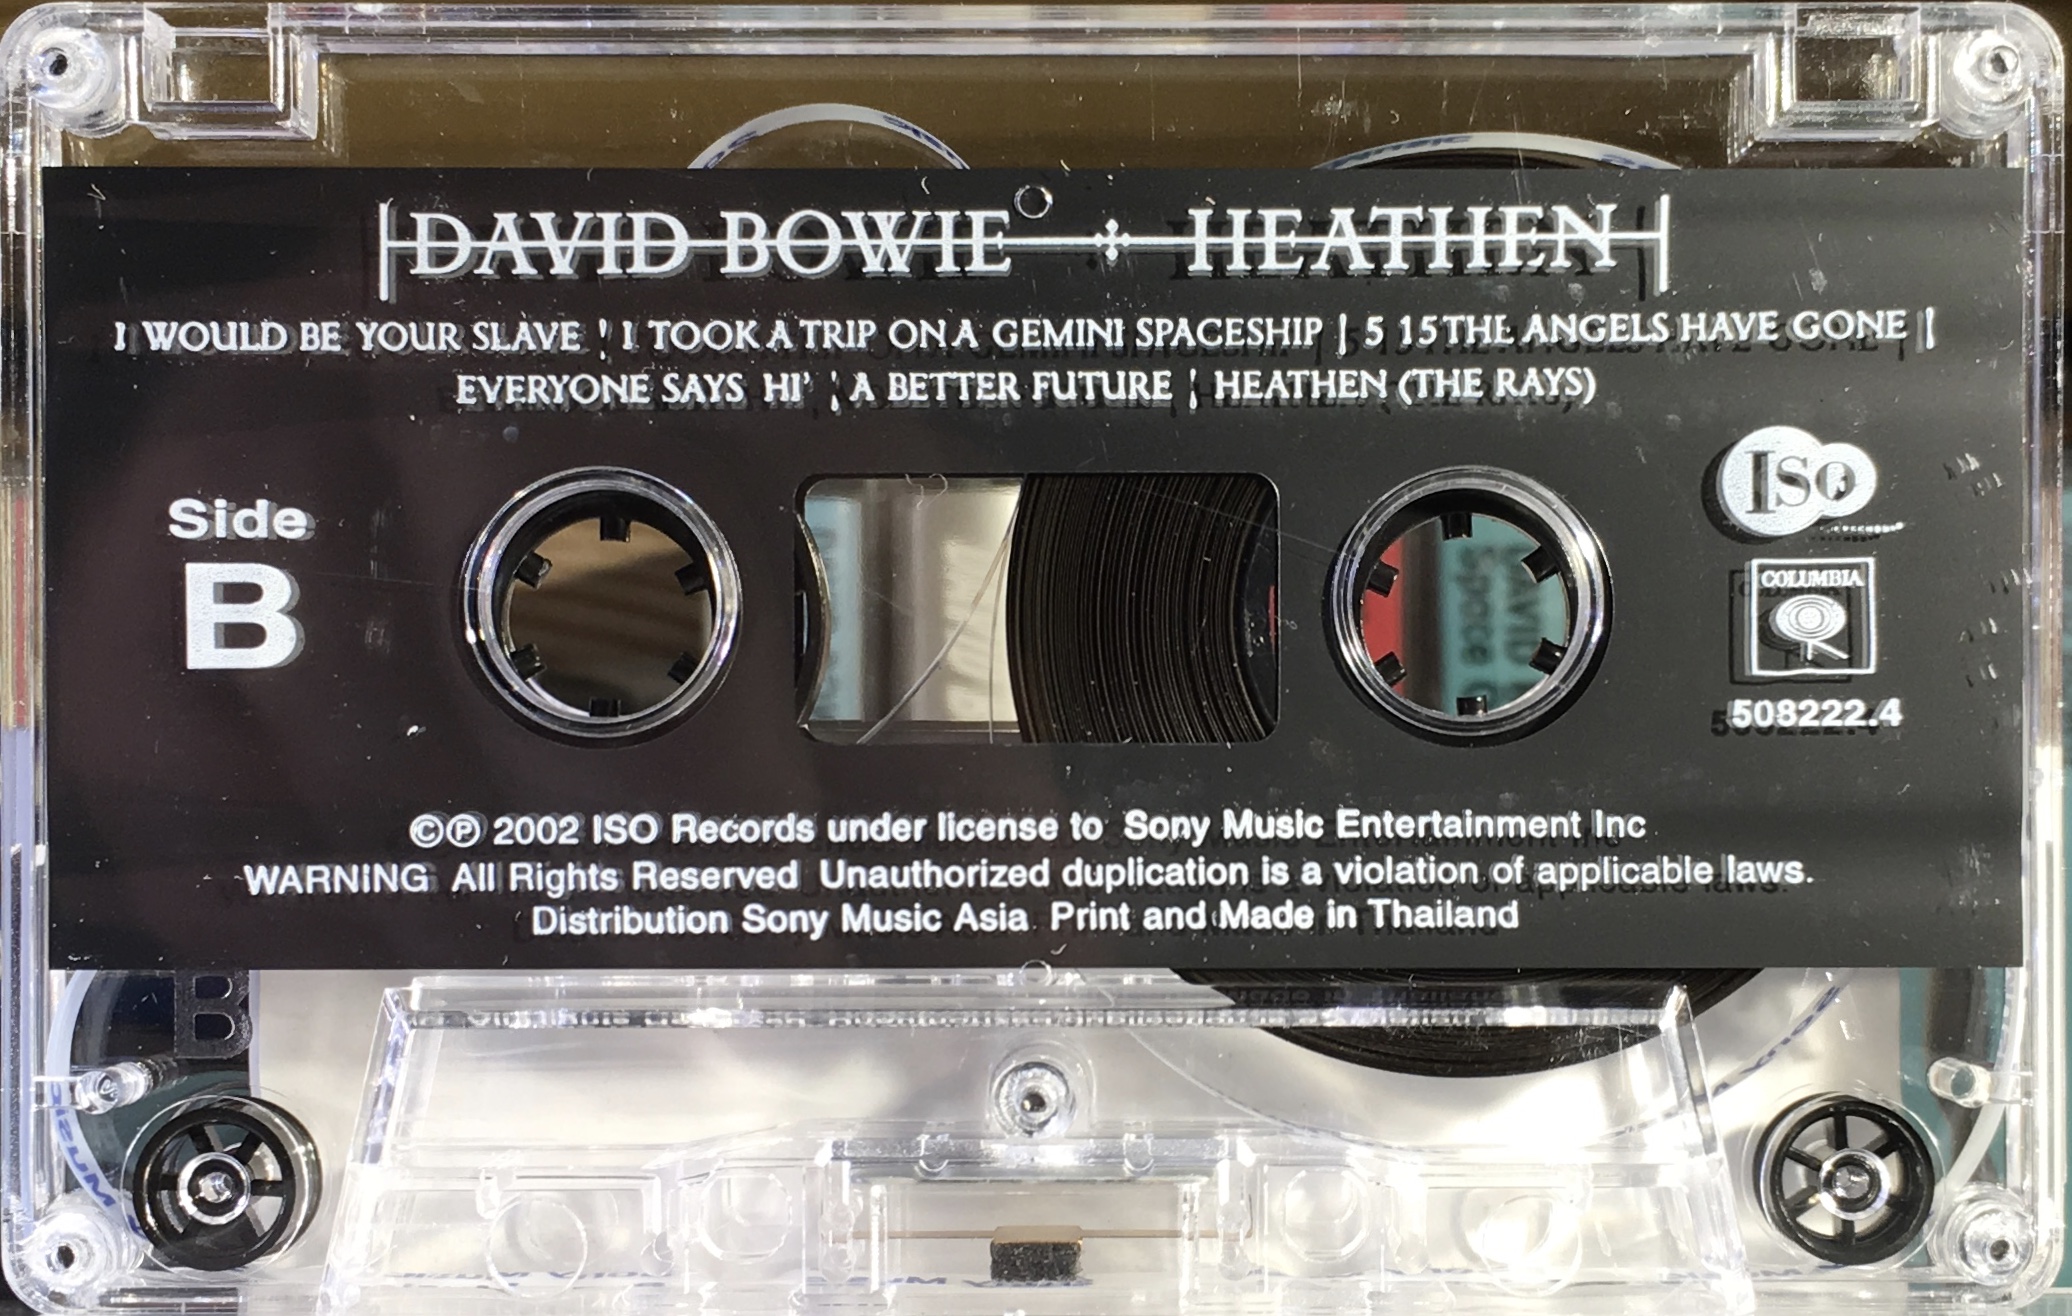 DAVID BOWIE HEATHEN
I WOULD BE YOUR SLAVE ¦ I TOOK A TRIP ON A GEMINI SPACESHIP | 5 15 THE ANGELS HAVE GONE |
EVERYONE SAYS HI' ¦ A BETTER FUTURE ¦ HEATHEN (THE RAYS)
Side
B
ISO
COLUMBIA
508222.4
©℗ 2002 ISO Records under license to Sony Music Entertainment Inc
WARNING All Rights Reserved Unauthorized duplication is a violation of applicable laws.
Distribution Sony Music Asia Print and Made in Thailand
B
DAVID
Space